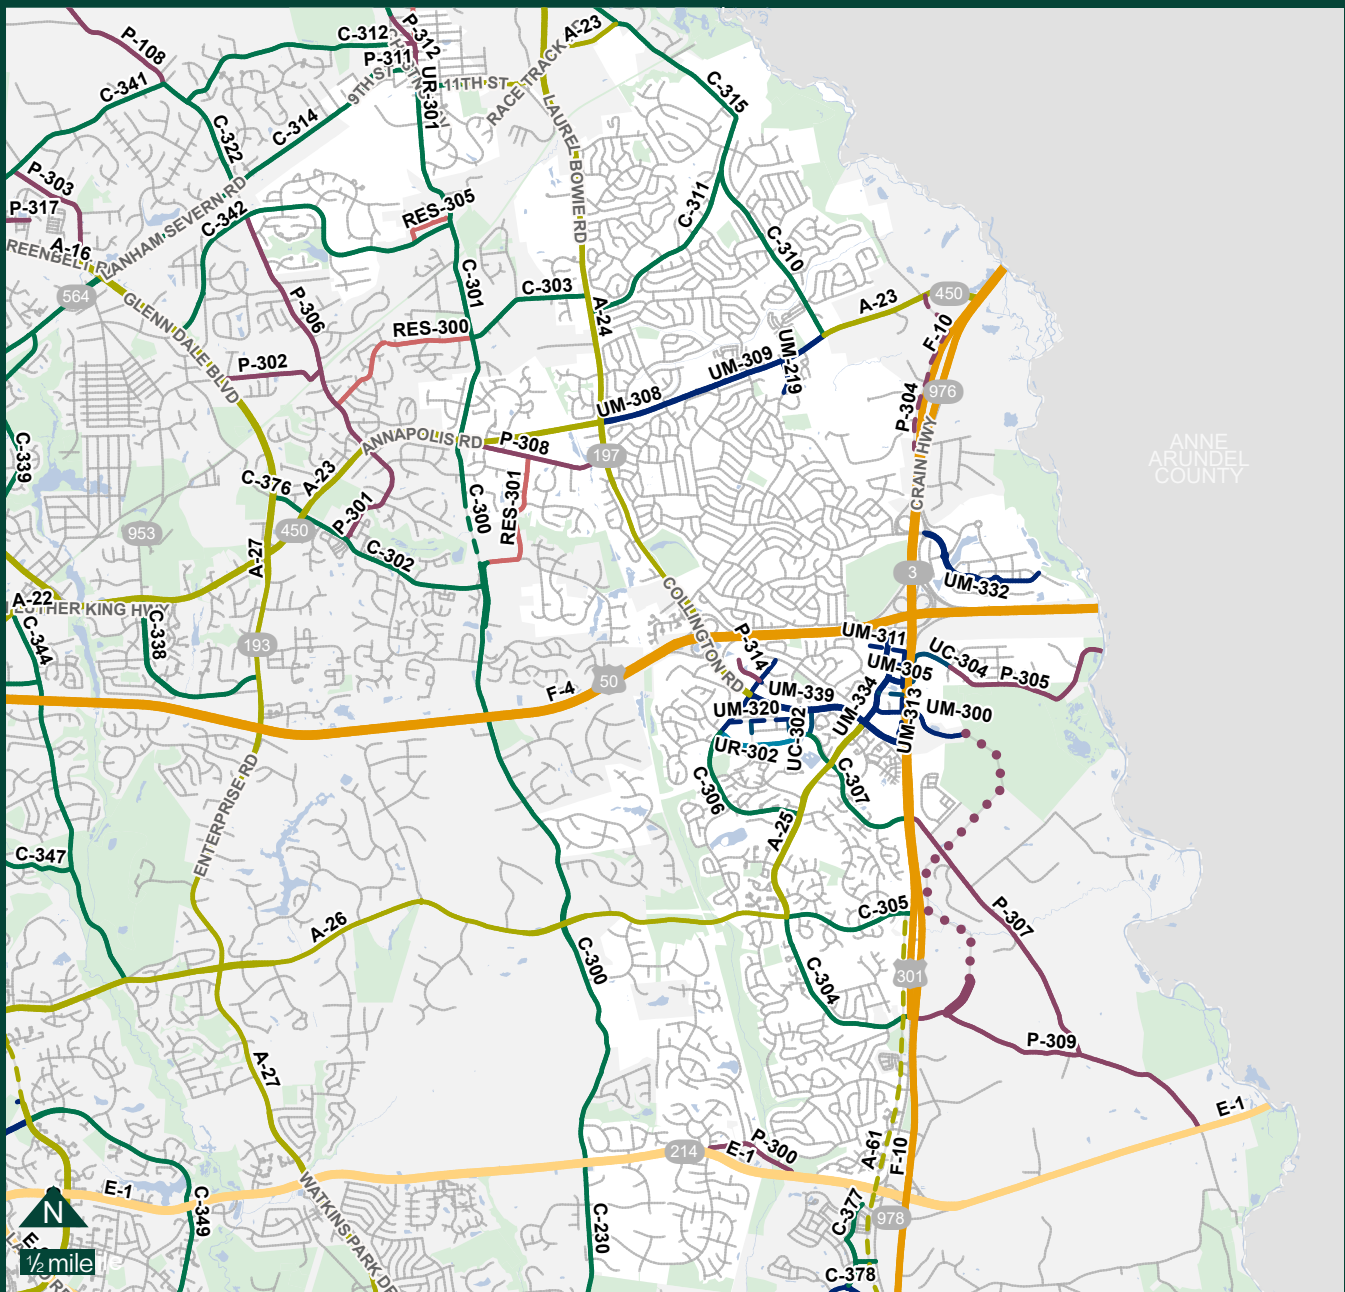 C-312
P-312
A-23
P-108
P-311
CHESTNUT
C-341
9TH ST
UR-301
11TH ST
RACE TRACK
C-315
C-322
C-314
LAUREL BOWIE RD
P-303
P-317
C-342
RES-305
C-311
A-16
LANHAM SEVERN RD
C-310
564
GLENN DALE BLVD
P-306
C-301
C-303
A-24
A-23
450
RES-300
F-10
P-302
UM-309
UM-219
UM-308
P-304
976
ANNAPOLIS RD
P-308
197
CRAIN HWY
ANNE
ARUNDEL
COUNTY
C-339
C-376
A-23
P-301
C-300
RES-301
953
450
C-302
A-27
3
UM-332
A-22
LUTHER KING HWY
C-338
C-344
193
COLLINGTON RD
P-314
UM-311
UC-304
UM-305
P-305
F-4
50
UM-339
UM-334
UM-313
UM-300
UM-320
UC-302
UR-302
C-306
C-307
ENTERPRISE RD
A-25
C-347
A-26
C-305
P-307
C-300
C-304
301
P-309
A-27
E-1
214
E-1
P-300
A-61
F-10
E-1
C-349
WATKINS PARK DR
C-230
C-377
978
C-378
N
½ mile